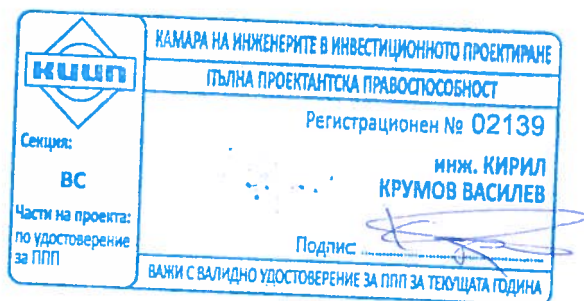 КАМАРА НА ИНЖЕНЕРИТЕ В ИНВЕСТИЦИОННОТО ПРОЕКТИРАНЕ
ПЪЛНА ПРОЕКТАНТСКА ПРАВОСПОСОБНОСТ
КИИП
Секция:
ВС
Части на проекта:
по удостоверение
за ППП
Регистрационен № 02139
инж. КИРИЛ
КРУМОВ ВАСИЛЕВ
Подпис
ВАЖИ С ВАЛИДНО УДОСТОВЕРЕНИЕ ЗА ППП ЗА ТЕКУЩАТА ГОДИНА